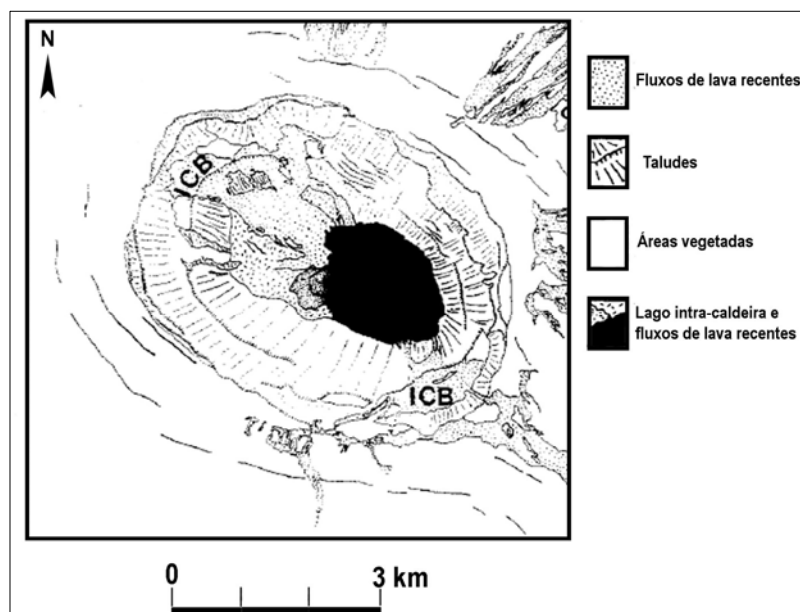 N
ICB
ICB
Fluxos de lava recentes
Taludes
Áreas vegetadas
Lago intra-caldeira e
fluxos de lava recentes
0
3 km